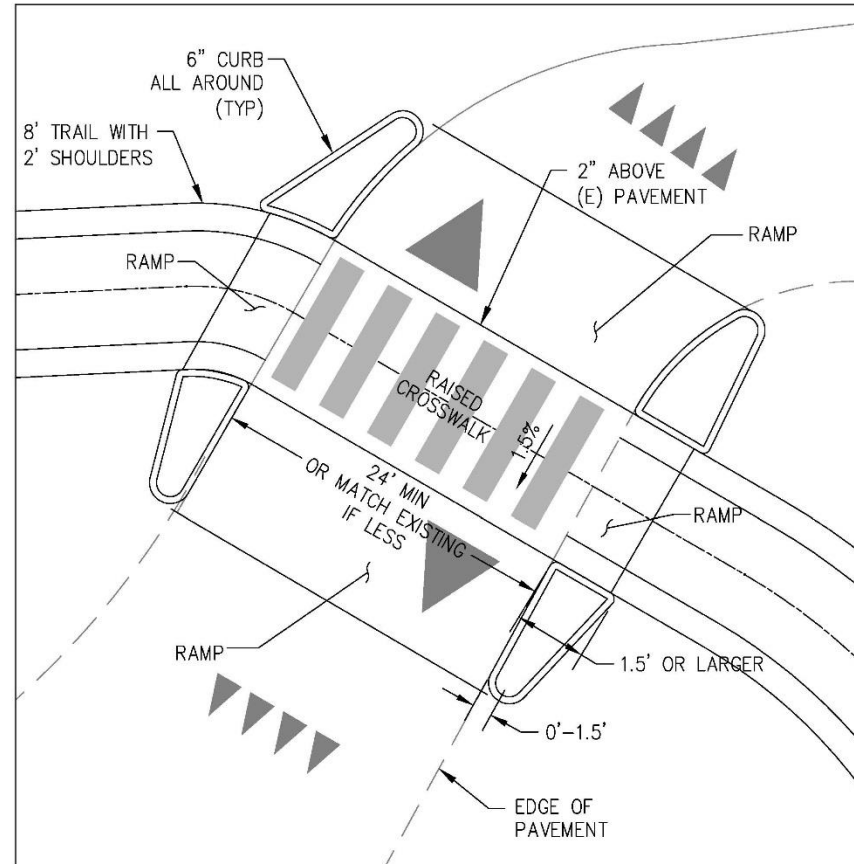 6" CURB
ALL AROUND
(TYP)
8' TRAIL WITH
2' SHOULDERS
2" ABOVE
(E) PAVEMENT
RAMP
RAMP
RAISED
CROSSWALK
1.5%
24' MIN
OR MATCH EXISTING
IF LESS
RAMP
RAMP
1.5' OR LARGER
0'-1.5'
EDGE OF
PAVEMENT